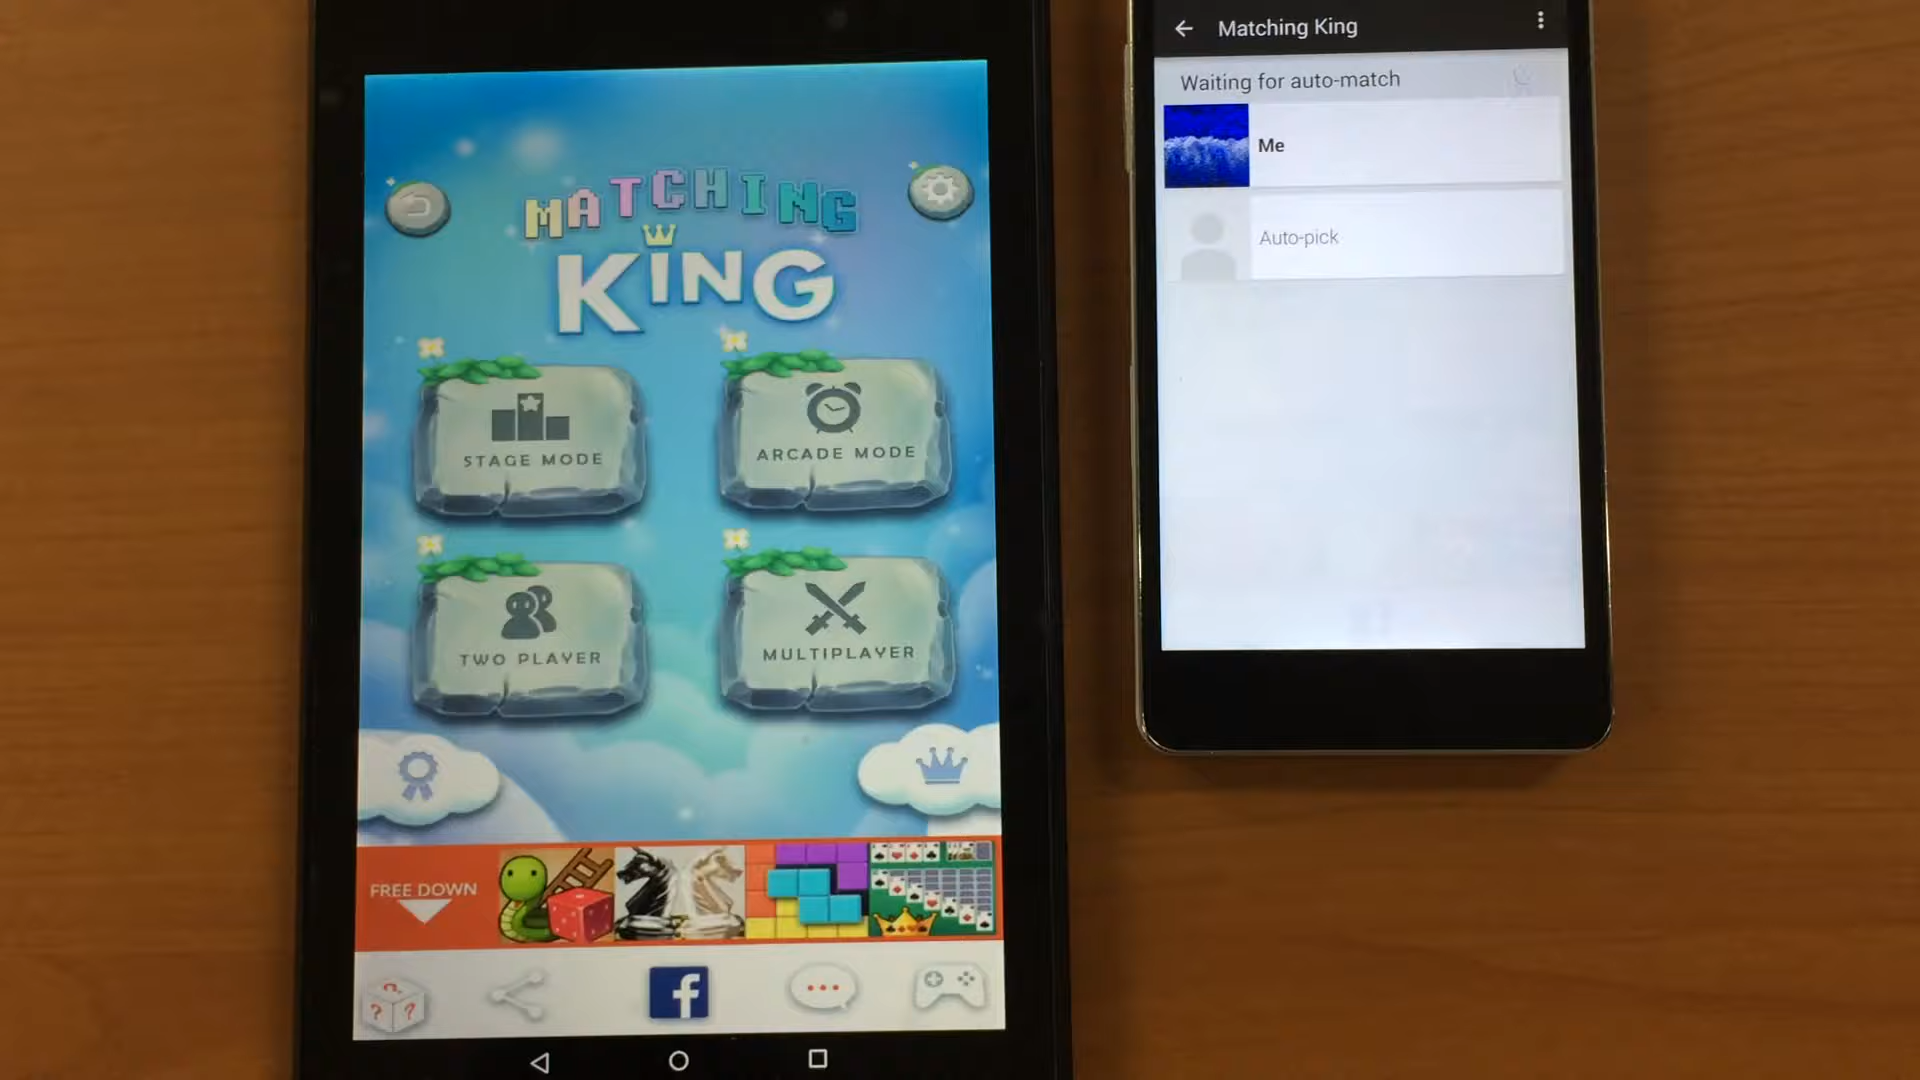 MATCHING
KING
STAGE MODE
ARCADE MODE
TWO PLAYER
MULTIPLAYER
FREE DOWN
? ? ?
f
Matching King
Waiting for auto-match
Me
Auto-pick